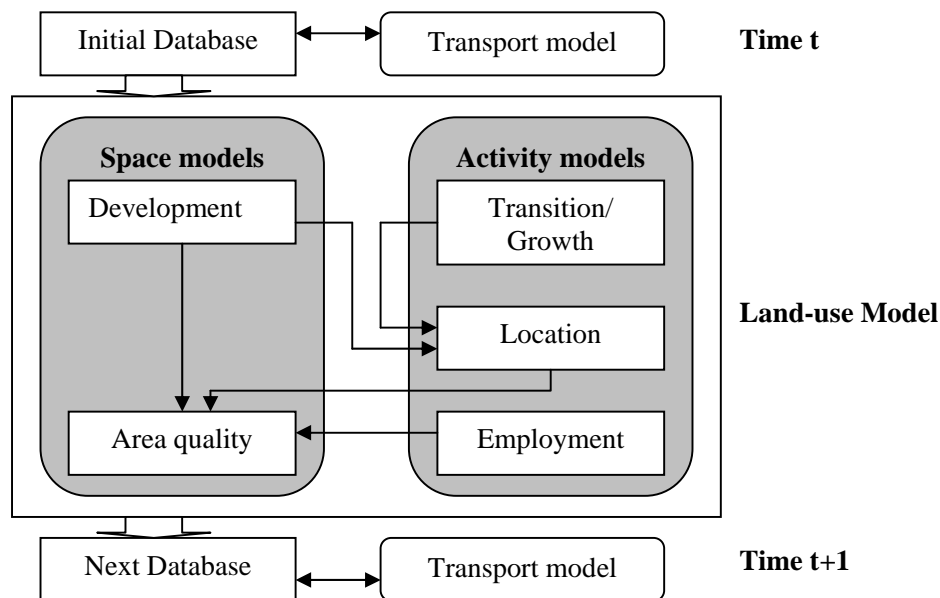 Initial Database
Transport model
Time t
Space models
Activity models
Development
Transition/
Growth
Land-use Model
Location
Area quality
Employment
Next Database
Transport model
Time t+1